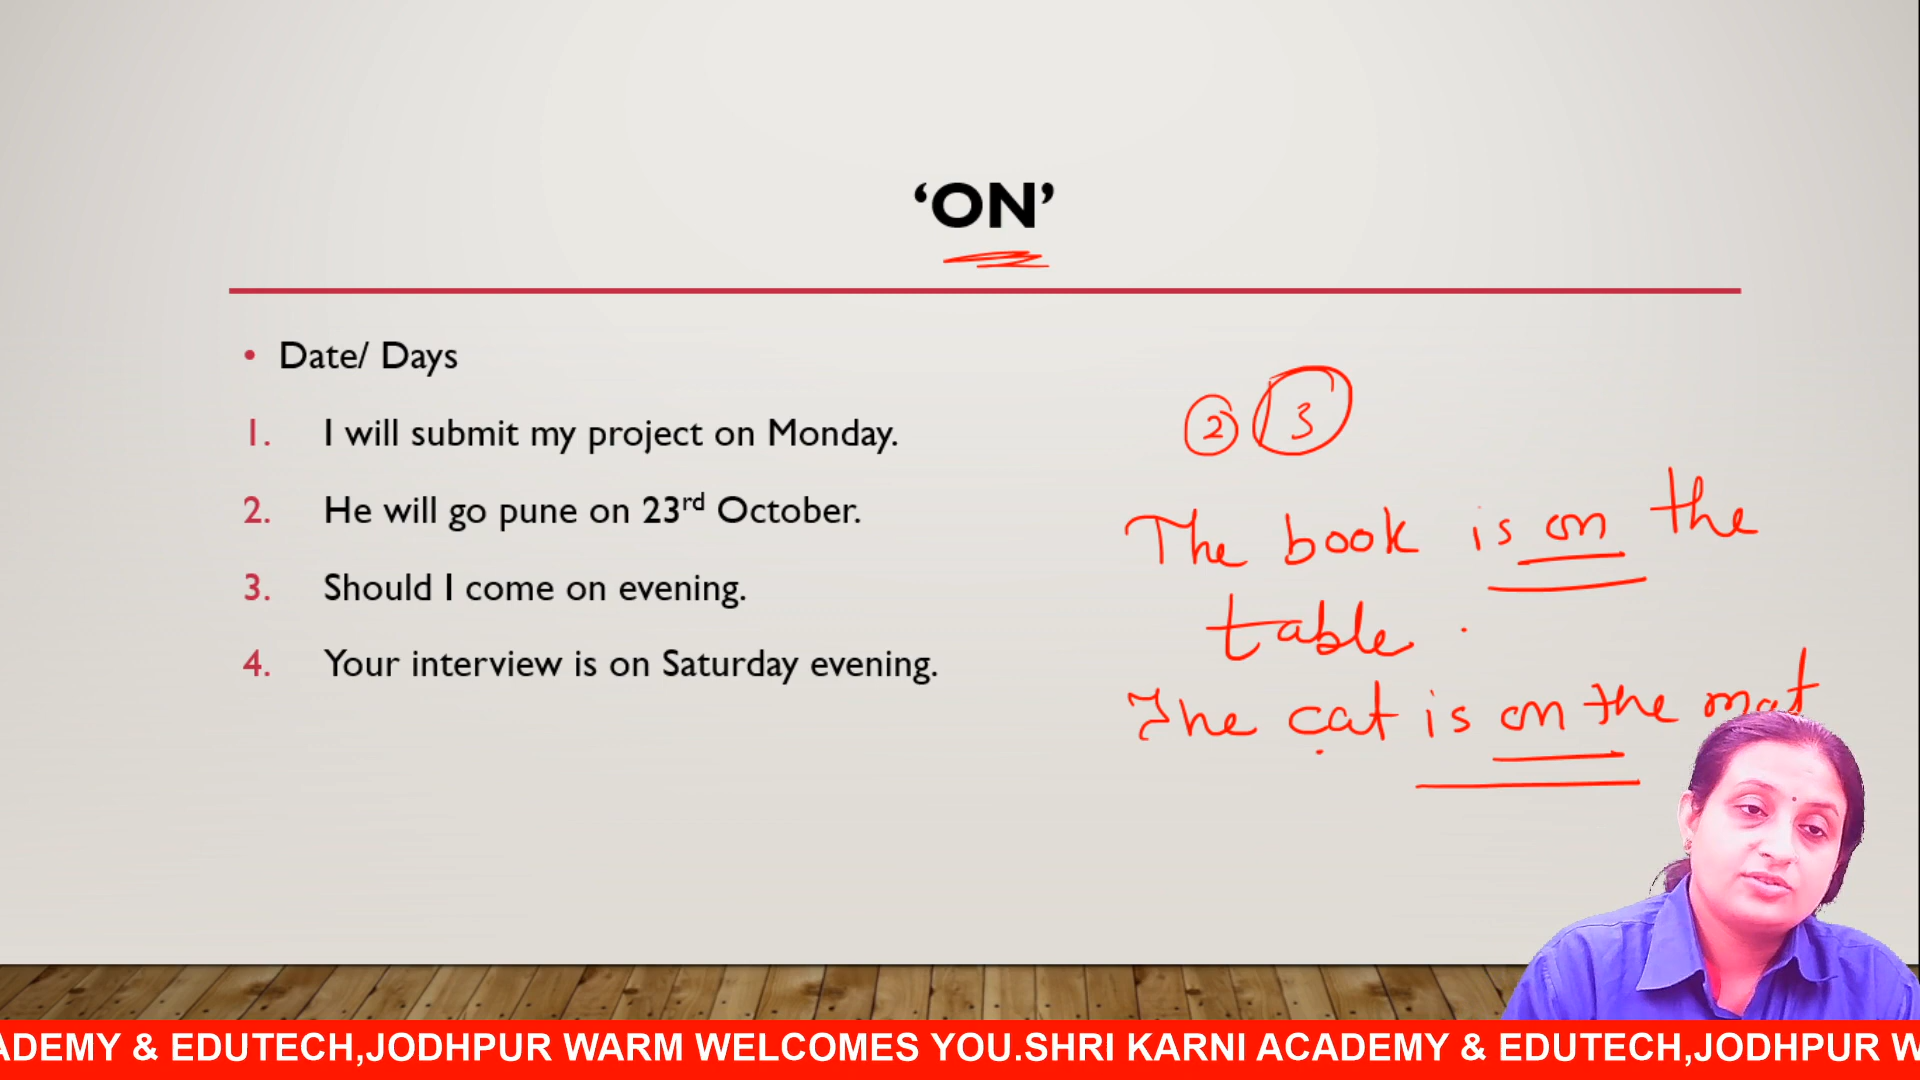 ‘ON’
• Date/ Days
1. I will submit my project on Monday.
2. He will go pune on 23rd October.
3. Should I come on evening.
4. Your interview is on Saturday evening.
2 3
The book is on the
table .
The cat is on the mat
ADEMY & EDUTECH,JODHPUR WARM WELCOMES YOU.SHRI KARNI ACADEMY & EDUTECH,JODHPUR W